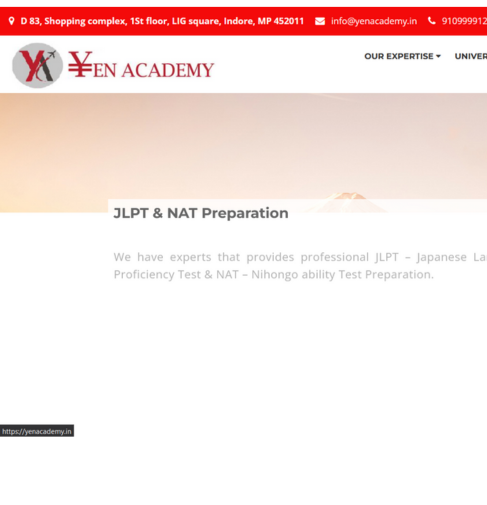 D 83, Shopping complex, 1St floor, LIG square, Indore, MP 452011 info@yenacademy.in 910999912
YA ¥EN ACADEMY
OUR EXPERTISE UNIVER
JLPT & NAT Preparation
We have experts that provides professional JLPT – Japanese La
Proficiency Test & NAT – Nihongo ability Test Preparation.
https://yenacademy.in